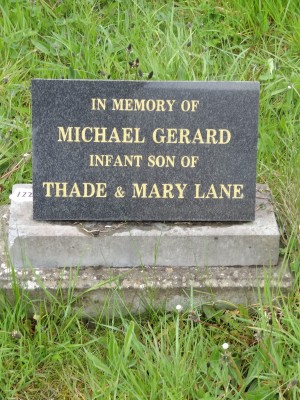 IN MEMORY OF
MICHAEL GERARD
INFANT SON OF
THADE & MARY LANE